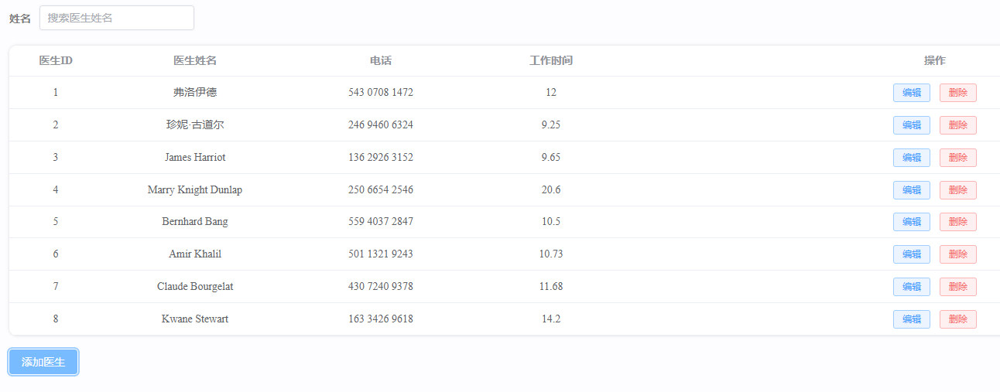 姓名 搜索医生姓名
医生ID 医生姓名 电话 工作时间 操作
1 弗洛伊德 543 0708 1472 12 编辑 删除
2 珍妮·古道尔 246 9460 6324 9.25 编辑 删除
3 James Harriot 136 2926 3152 9.65 编辑 删除
4 Marry Knight Dunlap 250 6654 2546 20.6 编辑 删除
5 Bernhard Bang 559 4037 2847 10.5 编辑 删除
6 Amir Khalil 501 1321 9243 10.73 编辑 删除
7 Claude Bourgelat 430 7240 9378 11.68 编辑 删除
8 Kwane Stewart 163 3426 9618 14.2 编辑 删除
添加医生